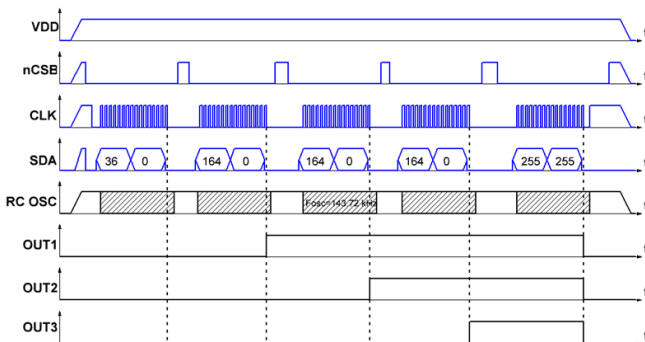 VDD
t
nCSB
t
CLK
t
SDA
36 0 164 0 164 0 164 0 255 255
t
RC OSC
Fosc=143.72 kHz
t
OUT1
t
OUT2
t
OUT3
t